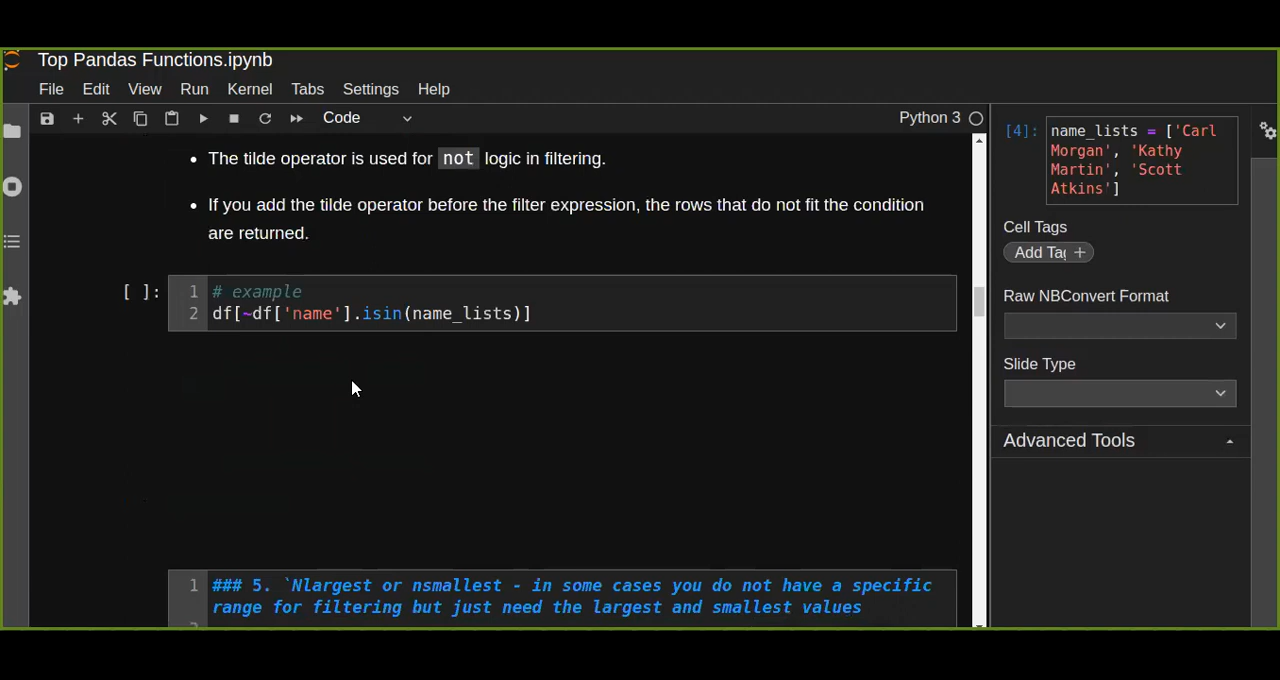 Top Pandas Functions.ipynb
File Edit View Run Kernel Tabs Settings Help
Code
Python 3
• The tilde operator is used for not logic in filtering.
• If you add the tilde operator before the filter expression, the rows that do not fit the condition
are returned.
[ ]:
1 # example
2 df[~df['name'].isin(name_lists)]
1 ### 5. `Nlargest or nsmallest - in some cases you do not have a specific
range for filtering but just need the largest and smallest values
[4]: name_lists = ['Carl
Morgan', 'Kathy
Martin', 'Scott
Atkins']
Cell Tags
Add Tag +
Raw NBConvert Format
Slide Type
Advanced Tools